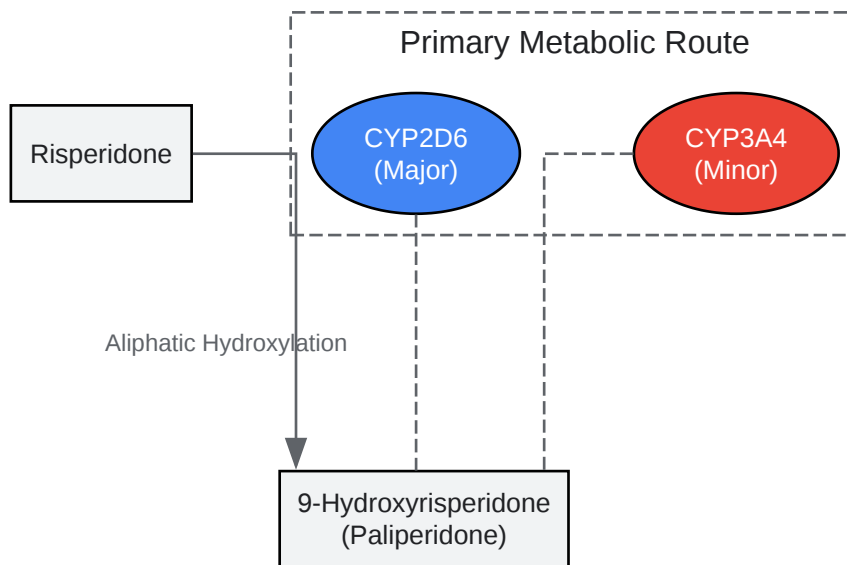 Primary Metabolic Route
Risperidone
CYP2D6
(Major)
CYP3A4
(Minor)
Aliphatic Hydroxylation
9-Hydroxyrisperidone
(Paliperidone)